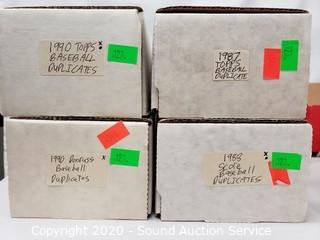 1990 TOPPS
BASEBALL
DUPLICATES
1987
TOPPS
BASEBALL
DUPLICATE
1990 Donruss
Baseball
Duplicates
x
1988
Score
Baseball
DUPLICATES
x
Copyright 2020 - Sound Auction Service